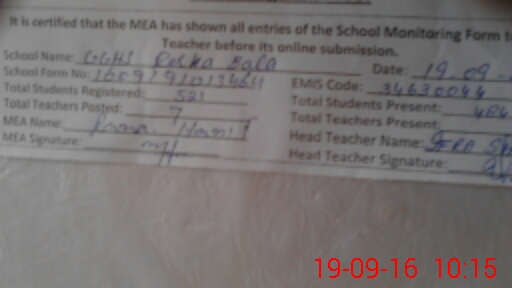 It is certified that the MEA has shown all entries of the School Monitoring Form to
Teacher before its online submission.
School Name: GGHS Date: 19.09
School Form No: EMIS Code: 34630044
Total Students Registered: 521 Total Students Present: 484
Total Teachers Posted: 7 Total Teachers Present:
MEA Name: Head Teacher Name:
MEA Signature: Head Teacher Signature:
19-09-16 10:15